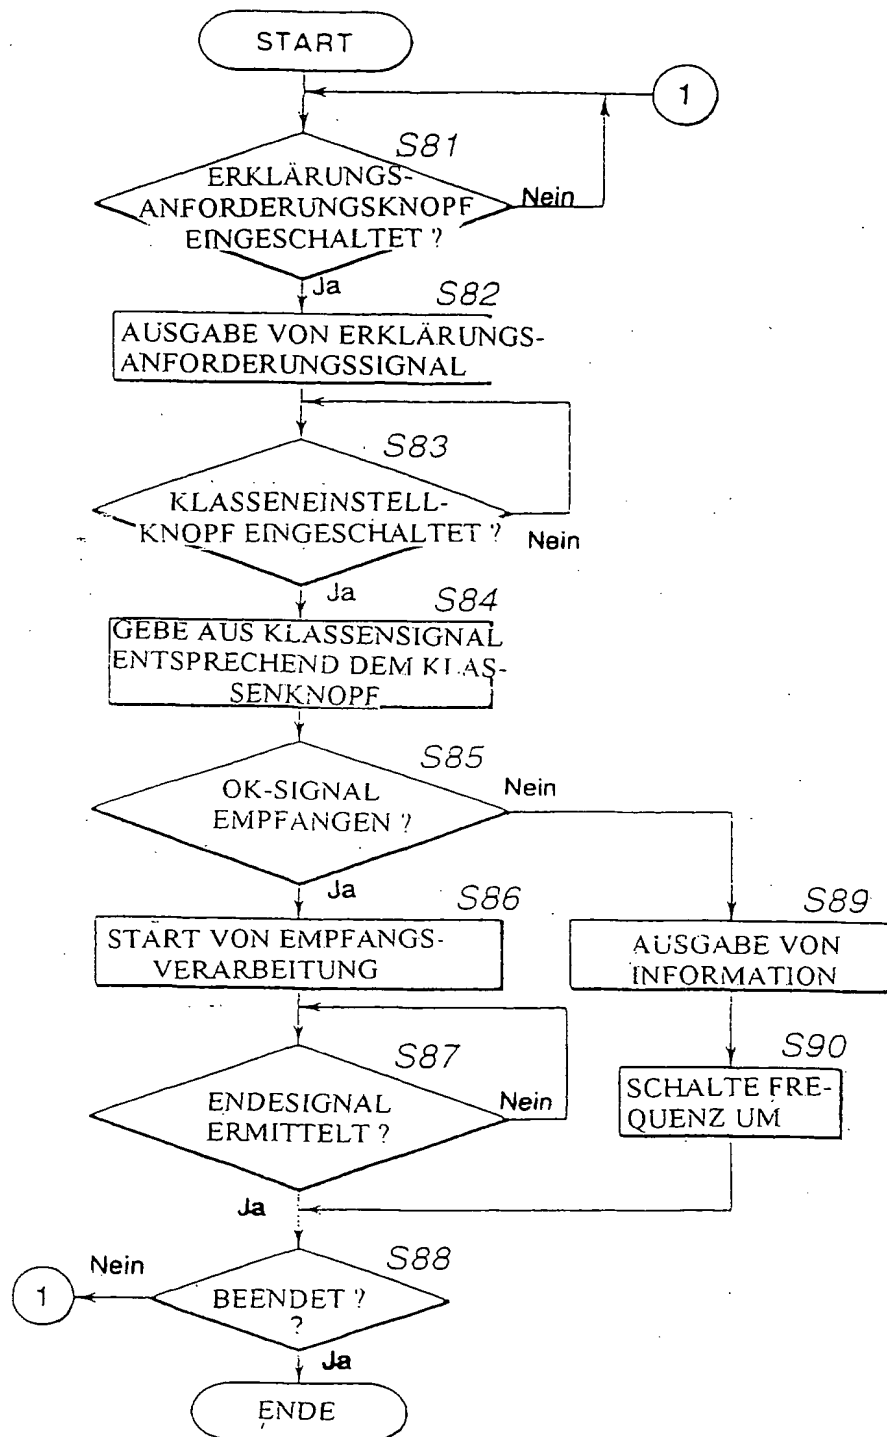 START
1
S81
ERKLÄRUNGS-
ANFORDERUNGSKNOPF
EINGESCHALTET ?
Nein
Ja
S82
AUSGABE VON ERKLÄRUNGS-
ANFORDERUNGSSIGNAL
S83
KLASSENEINSTELL-
KNOPF EINGESCHALTET ?
Nein
Ja
S84
GEBE AUS KLASSENSIGNAL
ENTSPRECHEND DEM KLAS-
SENKNOPF
S85
OK-SIGNAL
EMPFANGEN ?
Nein
Ja
S86
START VON EMPFANGS-
VERARBEITUNG
S89
AUSGABE VON
INFORMATION
S87
ENDESIGNAL
ERMITTELT ?
Nein
S90
SCHALTE FRE-
QUENZ UM
Ja
S88
Nein
1
BEENDET ?
?
Ja
ENDE